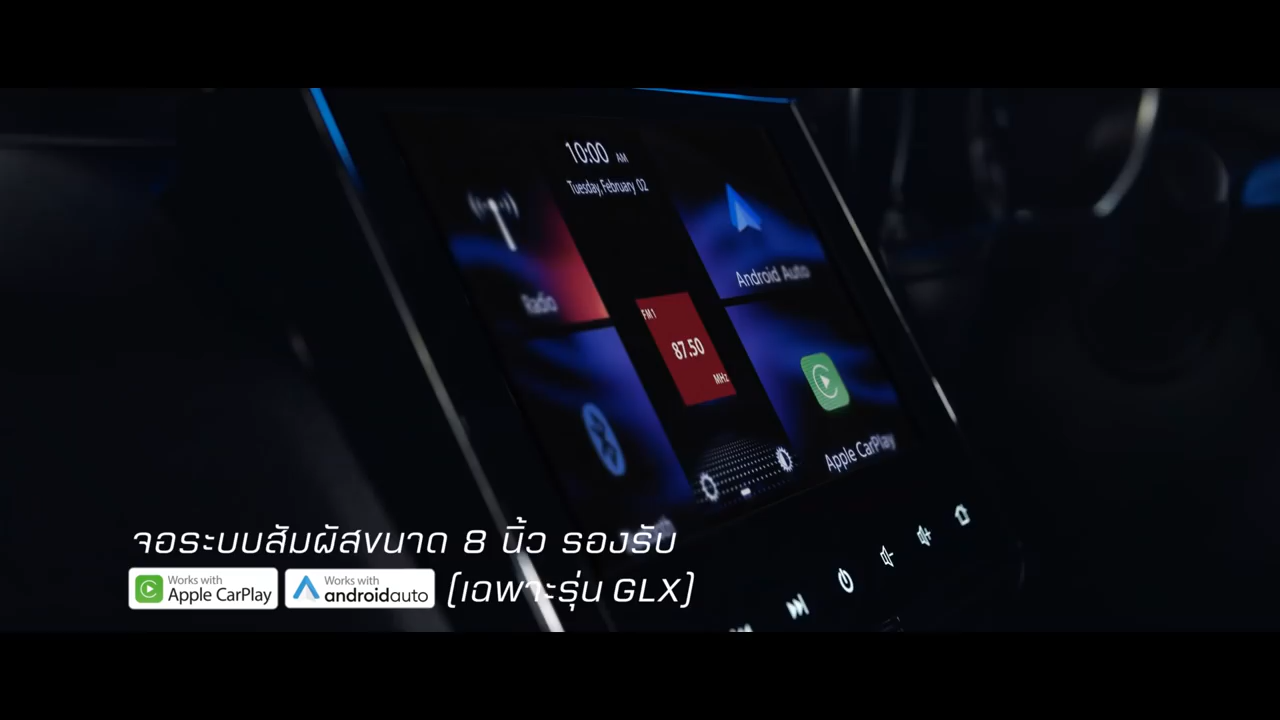 10:00 AM
Tuesday, February 02
Radio
Android Auto
FM1
87.50
MHz
Apple CarPlay
จอระบบสัมผัสขนาด 8 นิ้ว รองรับ
Works with Apple CarPlay Works with androidauto (เฉพาะรุ่น GLX)